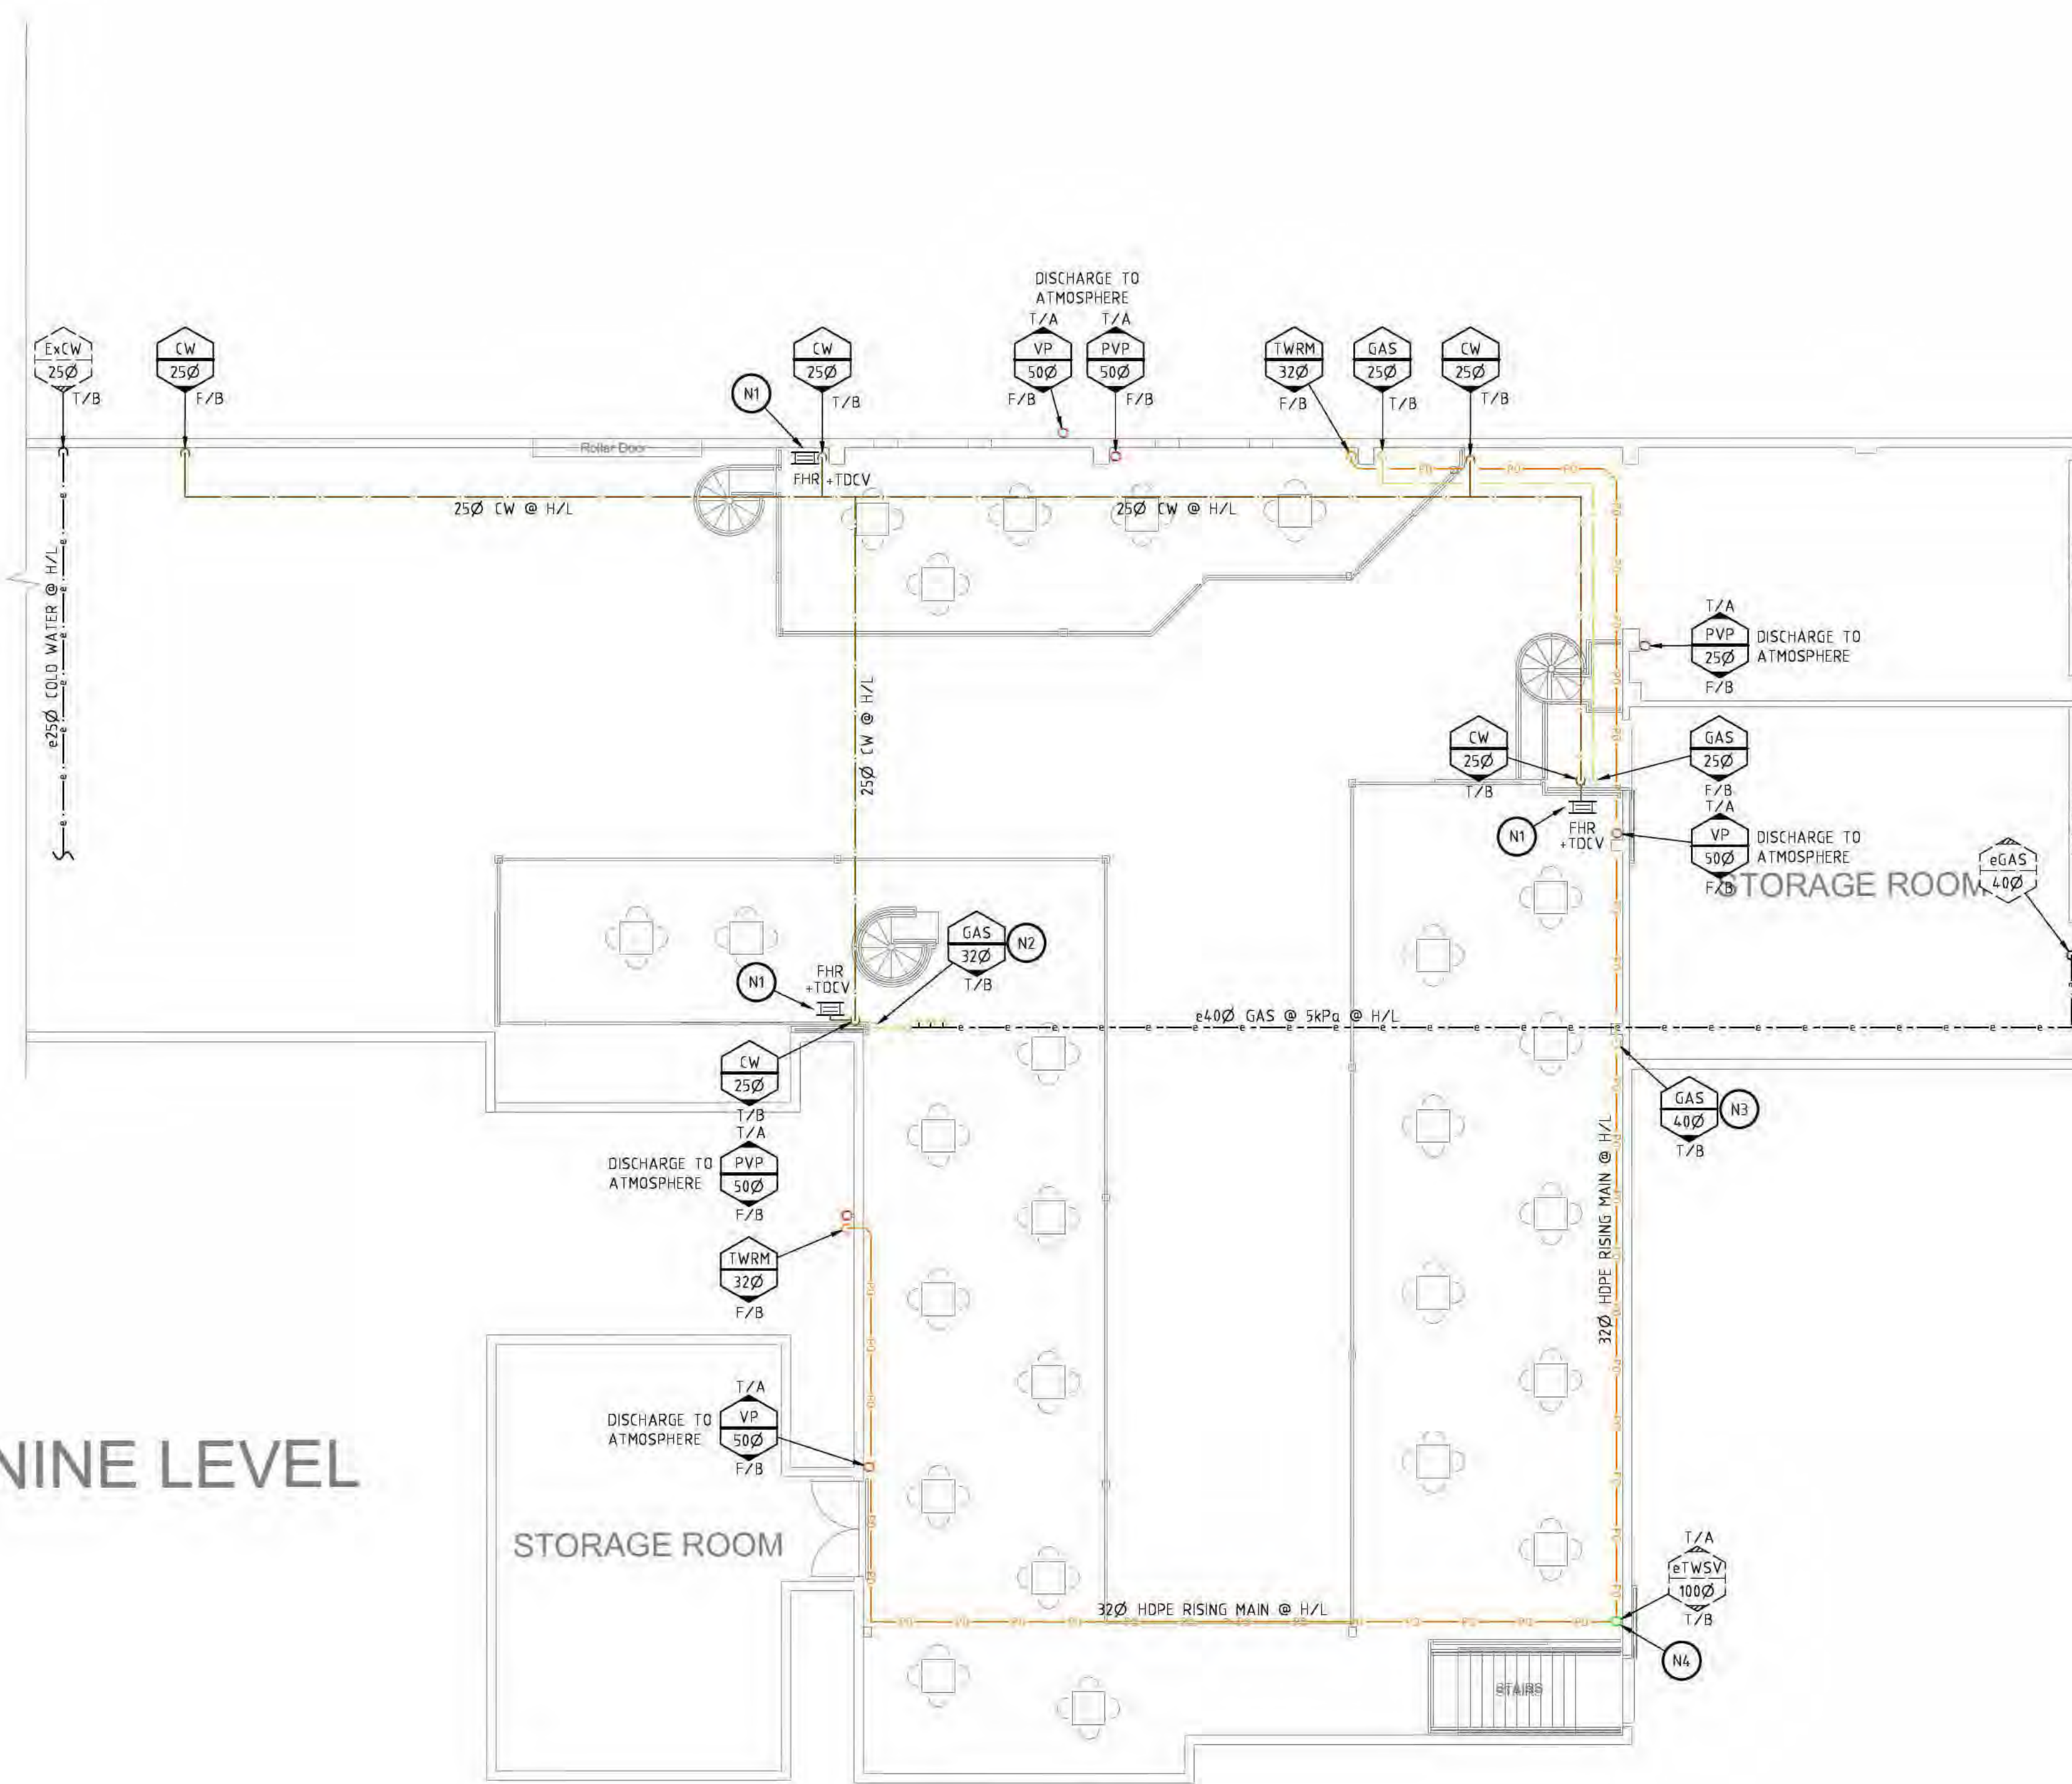 DISCHARGE TO
ATMOSPHERE
T/A
T/A
ExCW
25Ø
T/B
CW
25Ø
F/B
N1
CW
25Ø
T/B
VP
50Ø
F/B
PVP
50Ø
F/B
TWRM
32Ø
F/B
GAS
25Ø
T/B
CW
25Ø
T/B
Roller Door
FHR +TDCV
25Ø CW @ H/L
25Ø CW @ H/L
e25Ø COLD WATER @ H/L
25Ø CW @ H/L
T/A
PVP
25Ø
F/B
DISCHARGE TO
ATMOSPHERE
CW
25Ø
T/B
GAS
25Ø
F/B
N1
FHR
+TDCV
T/A
VP
50Ø
F/B
DISCHARGE TO
ATMOSPHERE
STORAGE ROOM
eGAS
40Ø
GAS
32Ø
T/B
N2
N1
FHR
+TDCV
e40Ø GAS @ 5kPa @ H/L
CW
25Ø
T/B
GAS
40Ø
T/B
N3
T/A
DISCHARGE TO
ATMOSPHERE
PVP
50Ø
F/B
TWRM
32Ø
F/B
32Ø HDPE RISING MAIN @ H/L
T/A
DISCHARGE TO
ATMOSPHERE
VP
50Ø
F/B
NINE LEVEL
STORAGE ROOM
T/A
eTWSV
100Ø
T/B
32Ø HDPE RISING MAIN @ H/L
N4
STAIRS